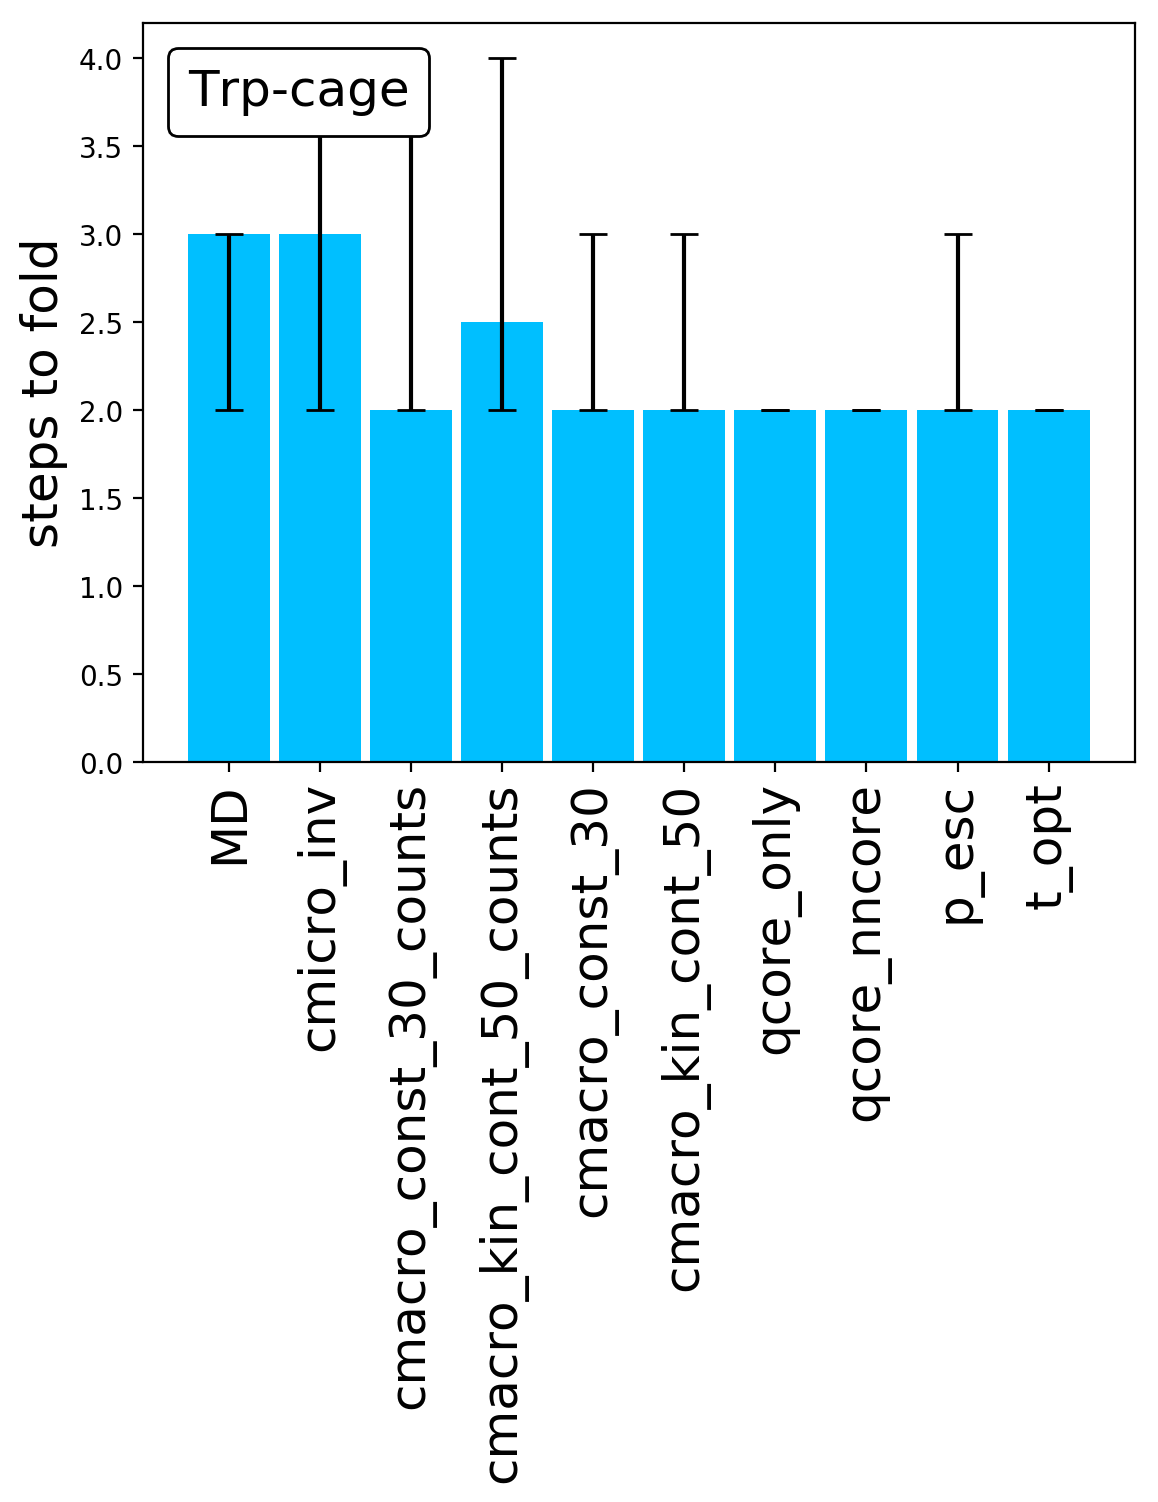 Trp-cage
steps to fold
4.0
3.5
3.0
2.5
2.0
1.5
1.0
0.5
0.0
MD
cmicro_inv
cmacro_const_30_counts
cmacro_kin_cont_50_counts
cmacro_const_30
cmacro_kin_cont_50
qcore_only
qcore_nncore
p_esc
t_opt